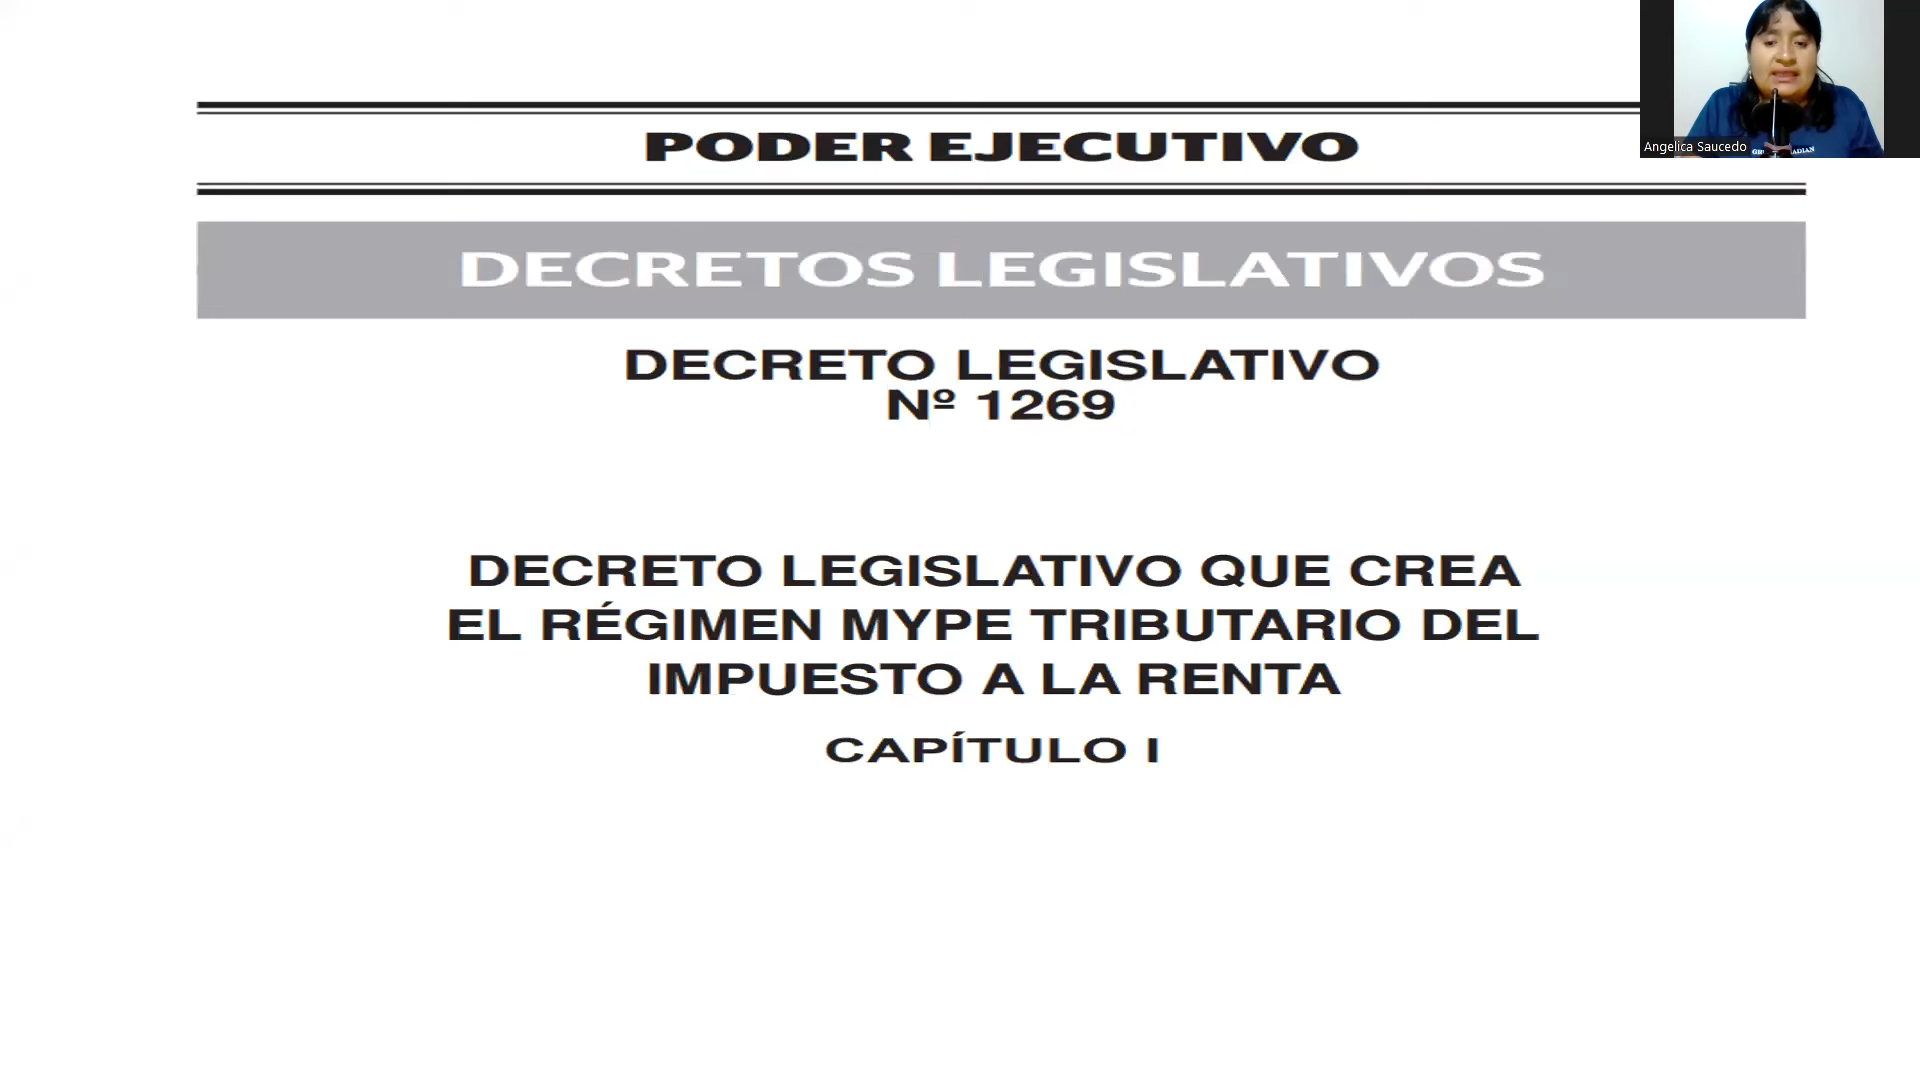 PODER EJECUTIVO
DECRETOS LEGISLATIVOS
DECRETO LEGISLATIVO
Nº 1269
DECRETO LEGISLATIVO QUE CREA
EL RÉGIMEN MYPE TRIBUTARIO DEL
IMPUESTO A LA RENTA
CAPÍTULO I
Angelica Saucedo